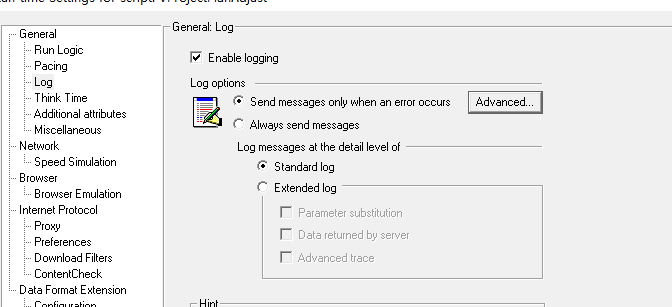 General
Run Logic
Pacing
Log
Think Time
Additional attributes
Miscellaneous
Network
Speed Simulation
Browser
Browser Emulation
Internet Protocol
Proxy
Preferences
Download Filters
ContentCheck
Data Format Extension
Configuration
General: Log
Enable logging
Log options
Send messages only when an error occurs
Advanced...
Always send messages
Log messages at the detail level of
Standard log
Extended log
Parameter substitution
Data returned by server
Advanced trace
Hint